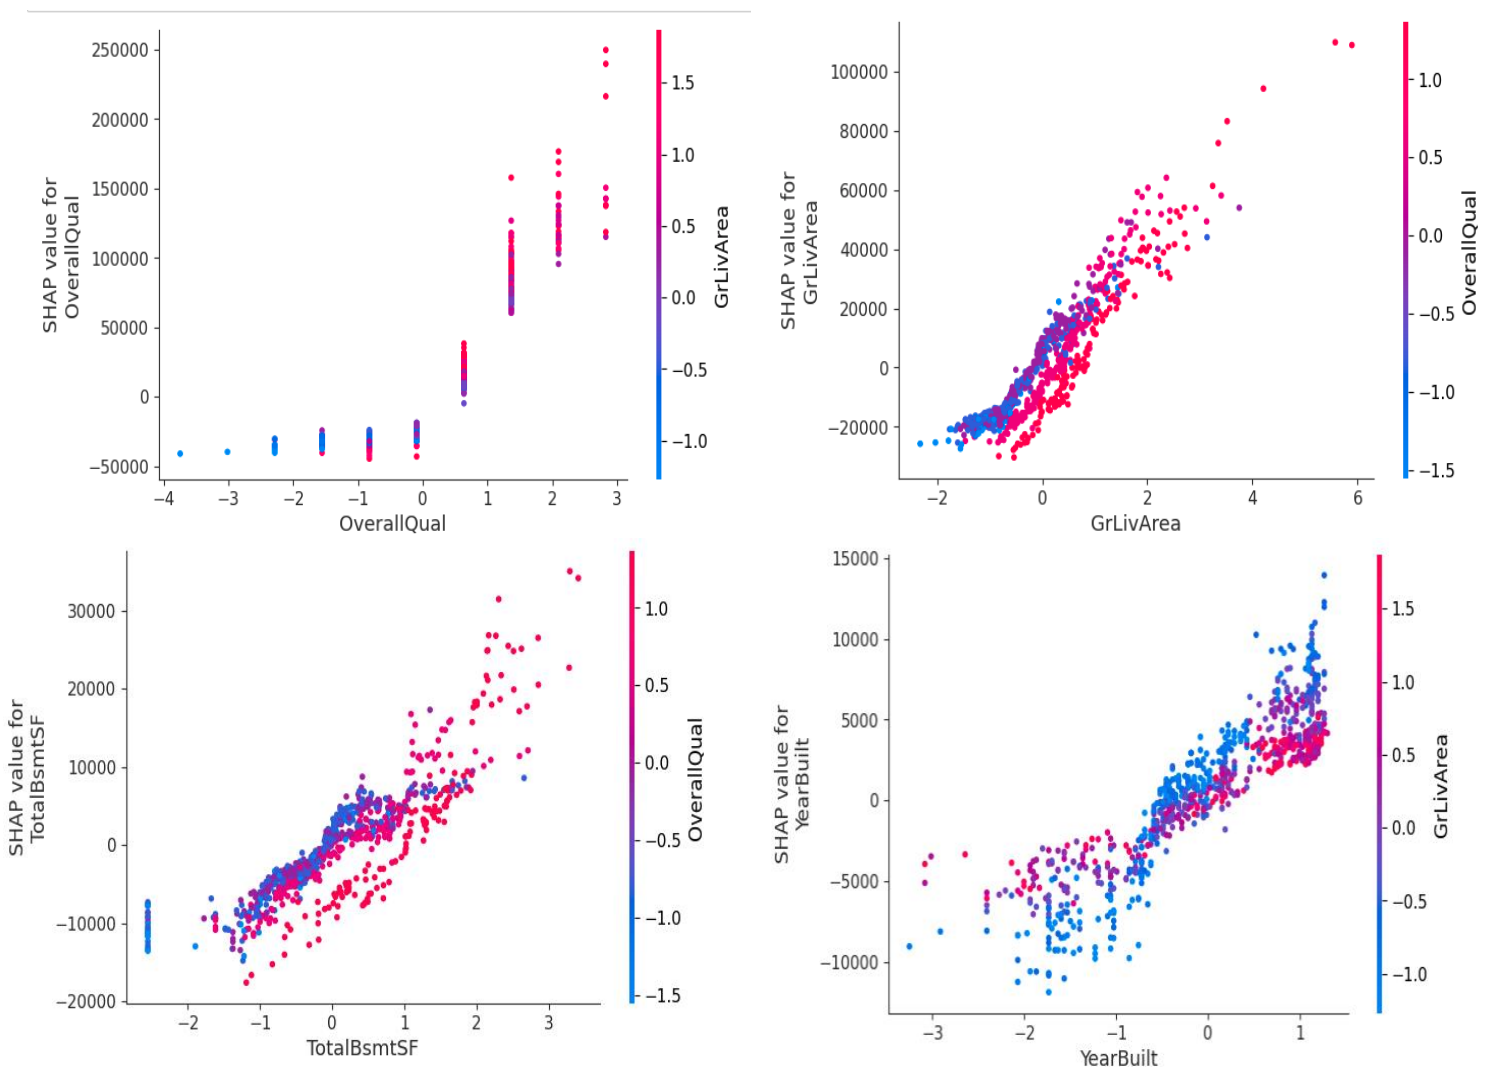 250000
200000
150000
100000
50000
0
−50000
SHAP value for
OverallQual
−4 −3 −2 −1 0 1 2 3
OverallQual
1.5
1.0
0.5
0.0
−0.5
−1.0
GrLivArea
100000
80000
60000
40000
20000
0
−20000
SHAP value for
GrLivArea
−2 0 2 4 6
GrLivArea
1.0
0.5
0.0
−0.5
−1.0
−1.5
OverallQual
30000
20000
10000
0
−10000
−20000
SHAP value for
TotalBsmtSF
−2 −1 0 1 2 3
TotalBsmtSF
1.0
0.5
0.0
−0.5
−1.0
−1.5
OverallQual
15000
10000
5000
0
−5000
−10000
SHAP value for
YearBuilt
−3 −2 −1 0 1
YearBuilt
1.5
1.0
0.5
0.0
−0.5
−1.0
GrLivArea